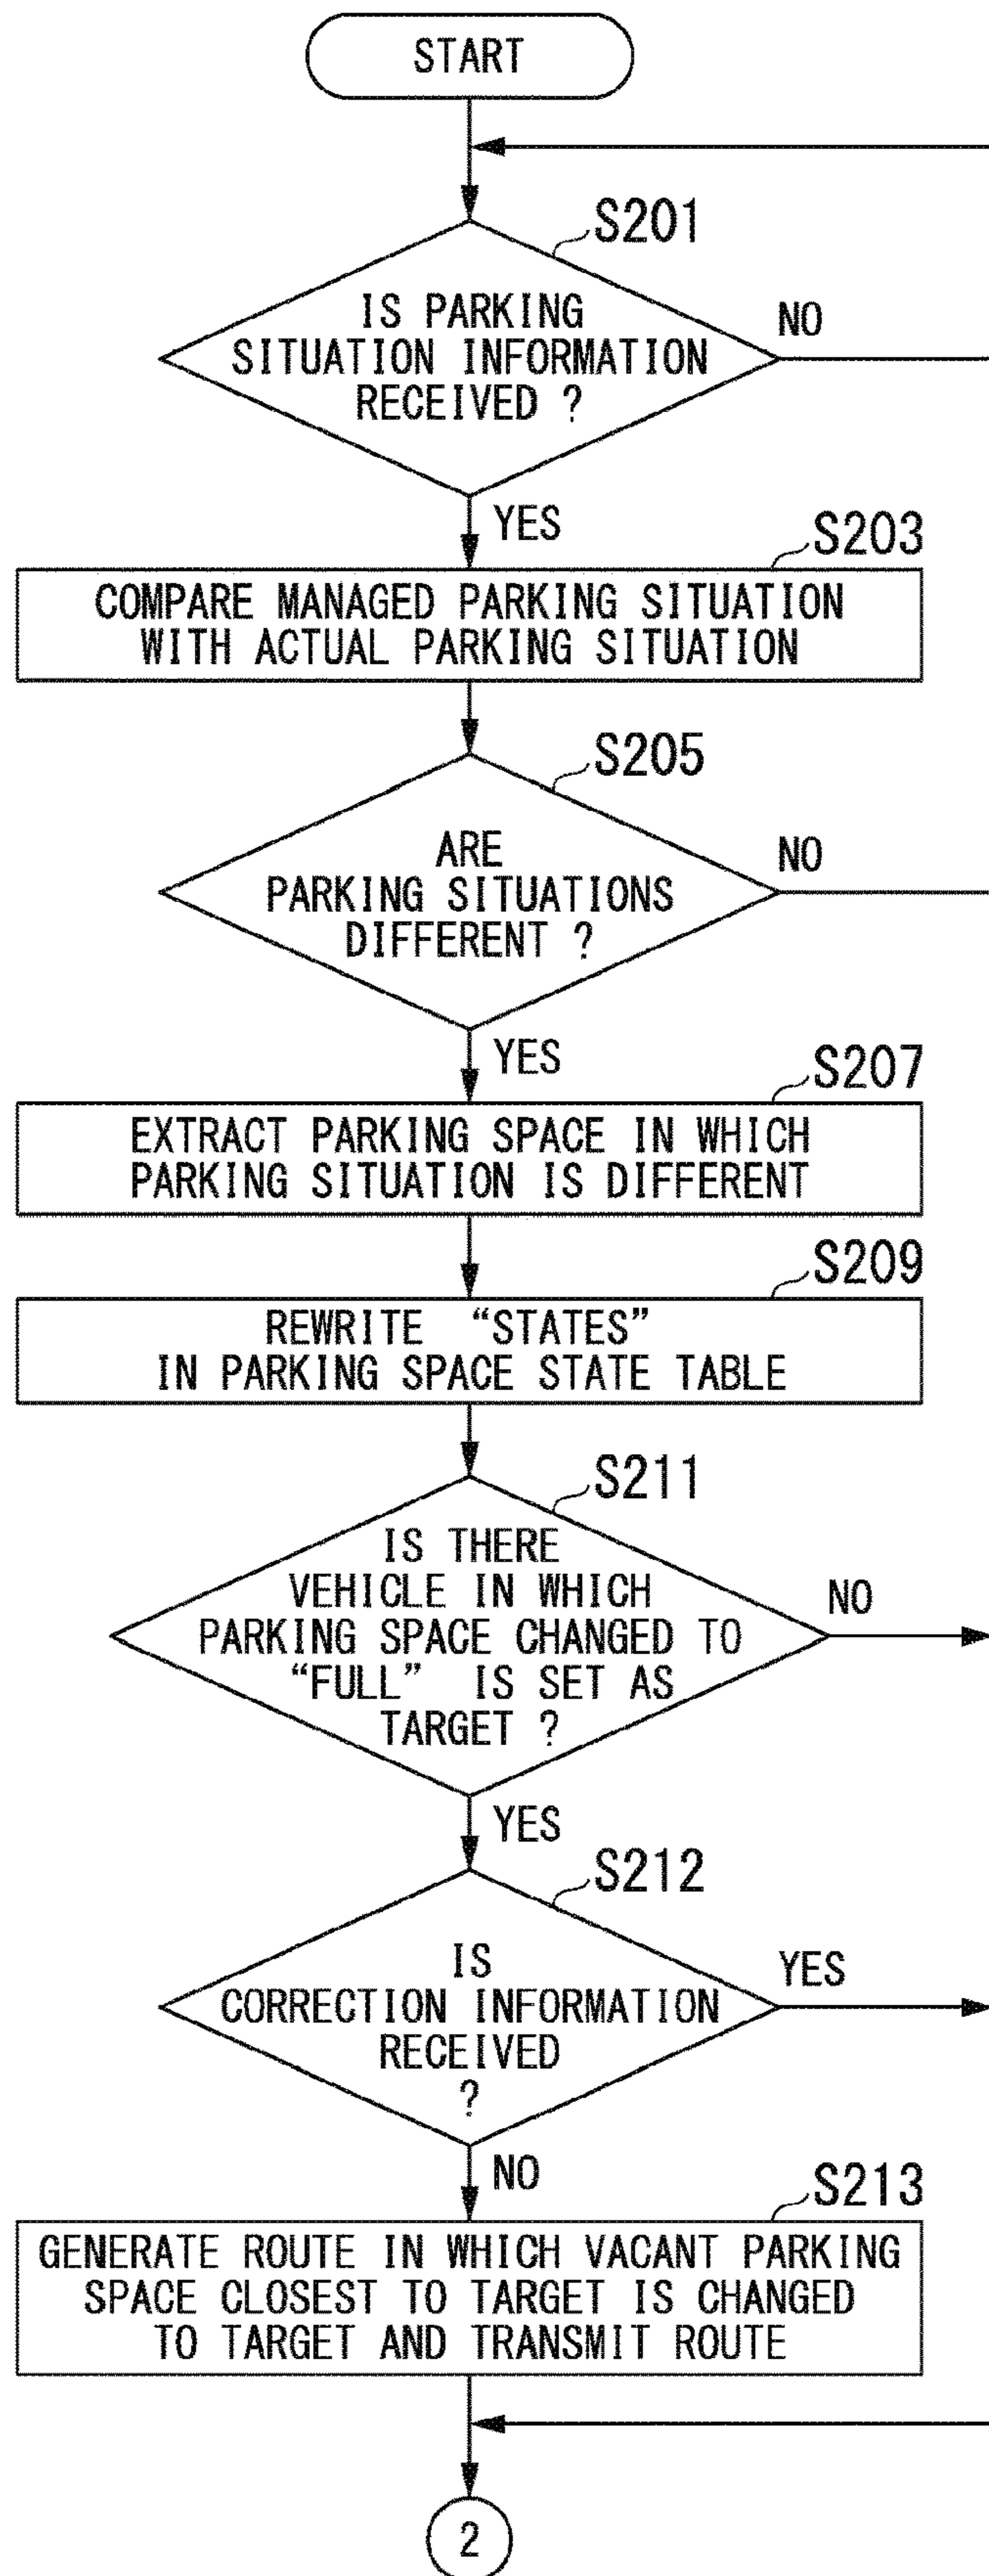 START
S201
IS PARKING
SITUATION INFORMATION
RECEIVED ?
NO
YES
S203
COMPARE MANAGED PARKING SITUATION
WITH ACTUAL PARKING SITUATION
S205
ARE
PARKING SITUATIONS
DIFFERENT ?
NO
YES
S207
EXTRACT PARKING SPACE IN WHICH
PARKING SITUATION IS DIFFERENT
S209
REWRITE “STATES”
IN PARKING SPACE STATE TABLE
S211
IS THERE
VEHICLE IN WHICH
PARKING SPACE CHANGED TO
“FULL” IS SET AS
TARGET ?
NO
YES
S212
IS
CORRECTION INFORMATION
RECEIVED
?
YES
NO
S213
GENERATE ROUTE IN WHICH VACANT PARKING
SPACE CLOSEST TO TARGET IS CHANGED
TO TARGET AND TRANSMIT ROUTE
2